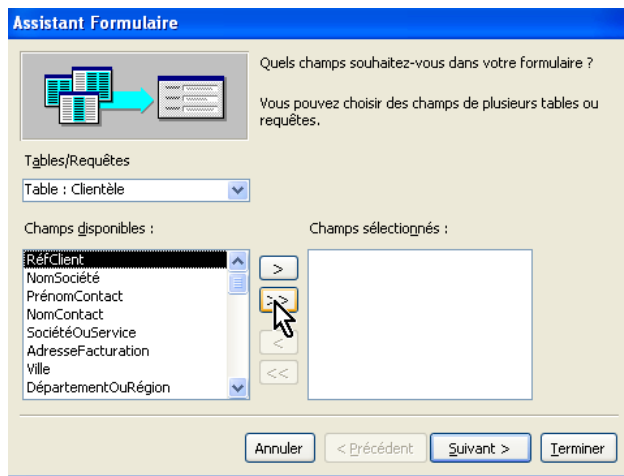 Assistant Formulaire
Quels champs souhaitez-vous dans votre formulaire ?
Vous pouvez choisir des champs de plusieurs tables ou
requêtes.
Tables/Requêtes
Table : Clientèle
Champs disponibles :
Champs sélectionnés :
RéfClient
NomSociété
PrénomContact
NomContact
SociétéOuService
AdresseFacturation
Ville
DépartementOuRégion
>
>>
<
<<
Annuler
< Précédent
Suivant >
Terminer